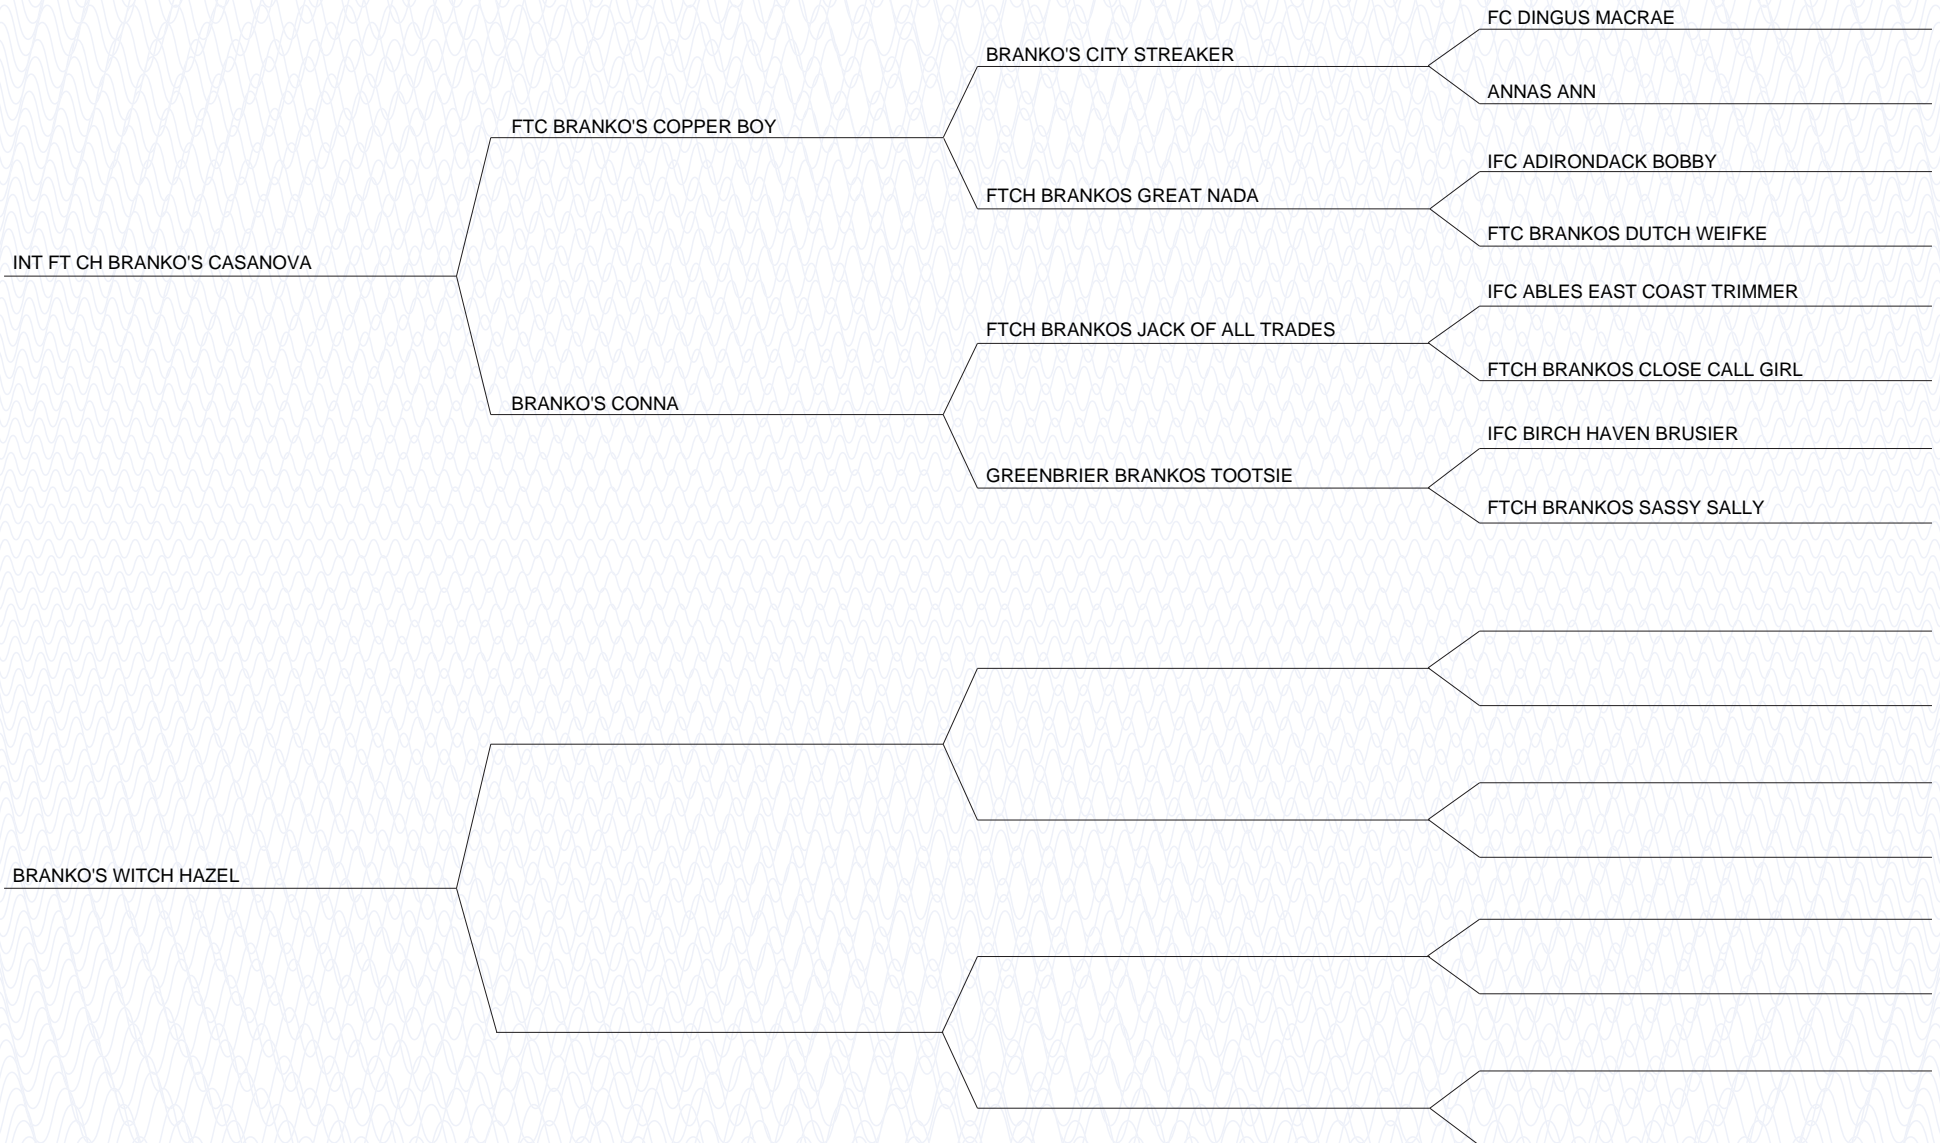 FC DINGUS MACRAE
BRANKO'S CITY STREAKER
ANNAS ANN
FTC BRANKO'S COPPER BOY
IFC ADIRONDACK BOBBY
FTCH BRANKOS GREAT NADA
FTC BRANKOS DUTCH WEIFKE
INT FT CH BRANKO'S CASANOVA
IFC ABLES EAST COAST TRIMMER
FTCH BRANKOS JACK OF ALL TRADES
FTCH BRANKOS CLOSE CALL GIRL
BRANKO'S CONNA
IFC BIRCH HAVEN BRUSIER
GREENBRIER BRANKOS TOOTSIE
FTCH BRANKOS SASSY SALLY
BRANKO'S WITCH HAZEL